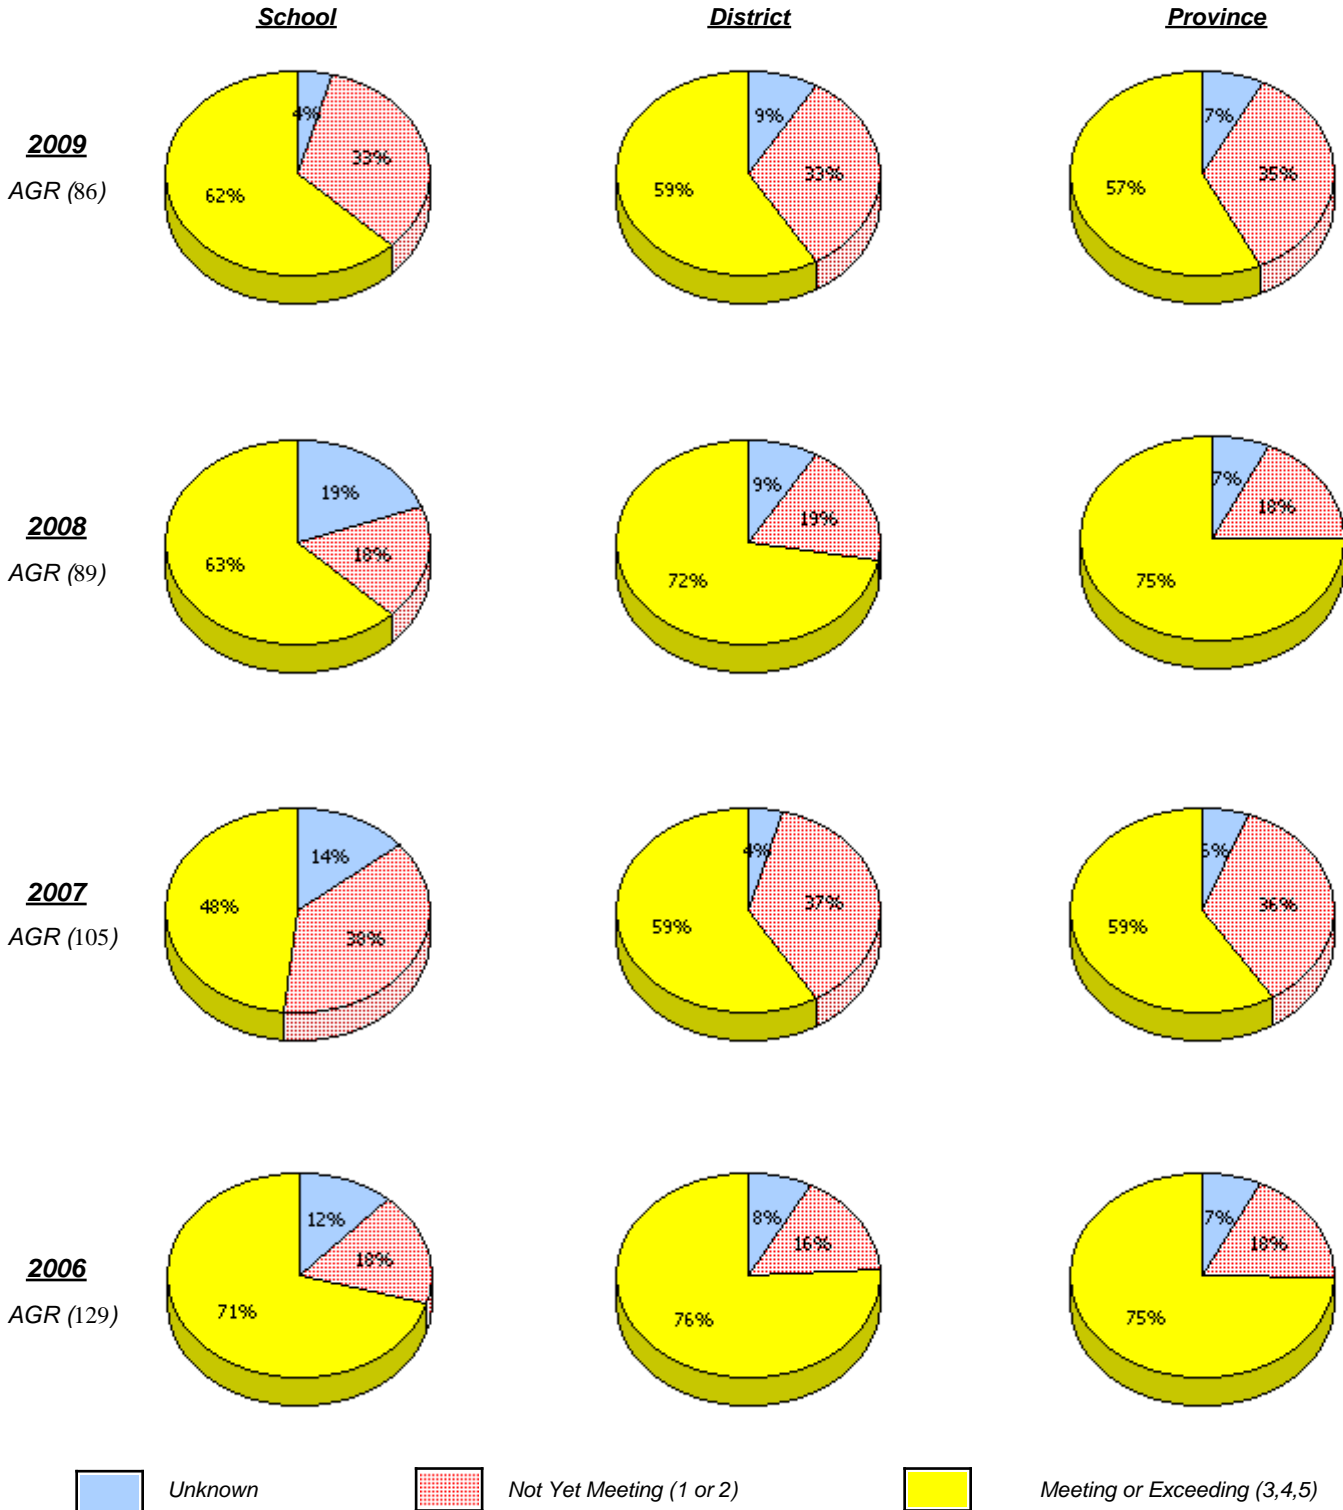 School District Province
2009
AGR (86)
4% 33% 62%
9% 33% 59%
7% 35% 57%
2008
AGR (89)
19% 18% 63%
9% 19% 72%
7% 18% 75%
2007
AGR (105)
14% 38% 48%
4% 37% 59%
36% 59%
2006
AGR (129)
12% 18% 71%
8% 16% 76%
7% 18% 75%
Unknown Not Yet Meeting (1 or 2) Meeting or Exceeding (3,4,5)